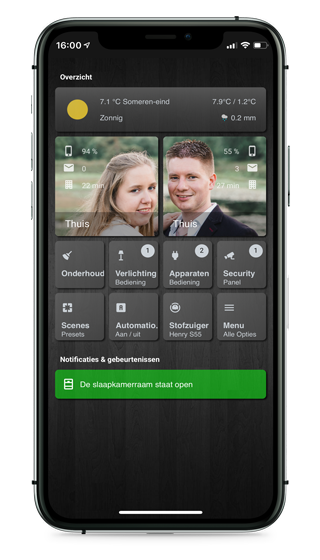 16:00
Overzicht
7.1 °C Someren-eind
7.9°C / 1.2°C
Zonnig
0.2 mm
94 %
0
22 min
Thuis
55 %
3
27 min
Thuis
Onderhoud
1
Verlichting
Bediening
2
Apparaten
Bediening
1
Security
Panel
Scenes
Presets
Automatio.
Aan / uit
Stofzuiger
Henry S55
Menu
Alle Opties
Notificaties & gebeurtenissen
De slaapkamerraam staat open